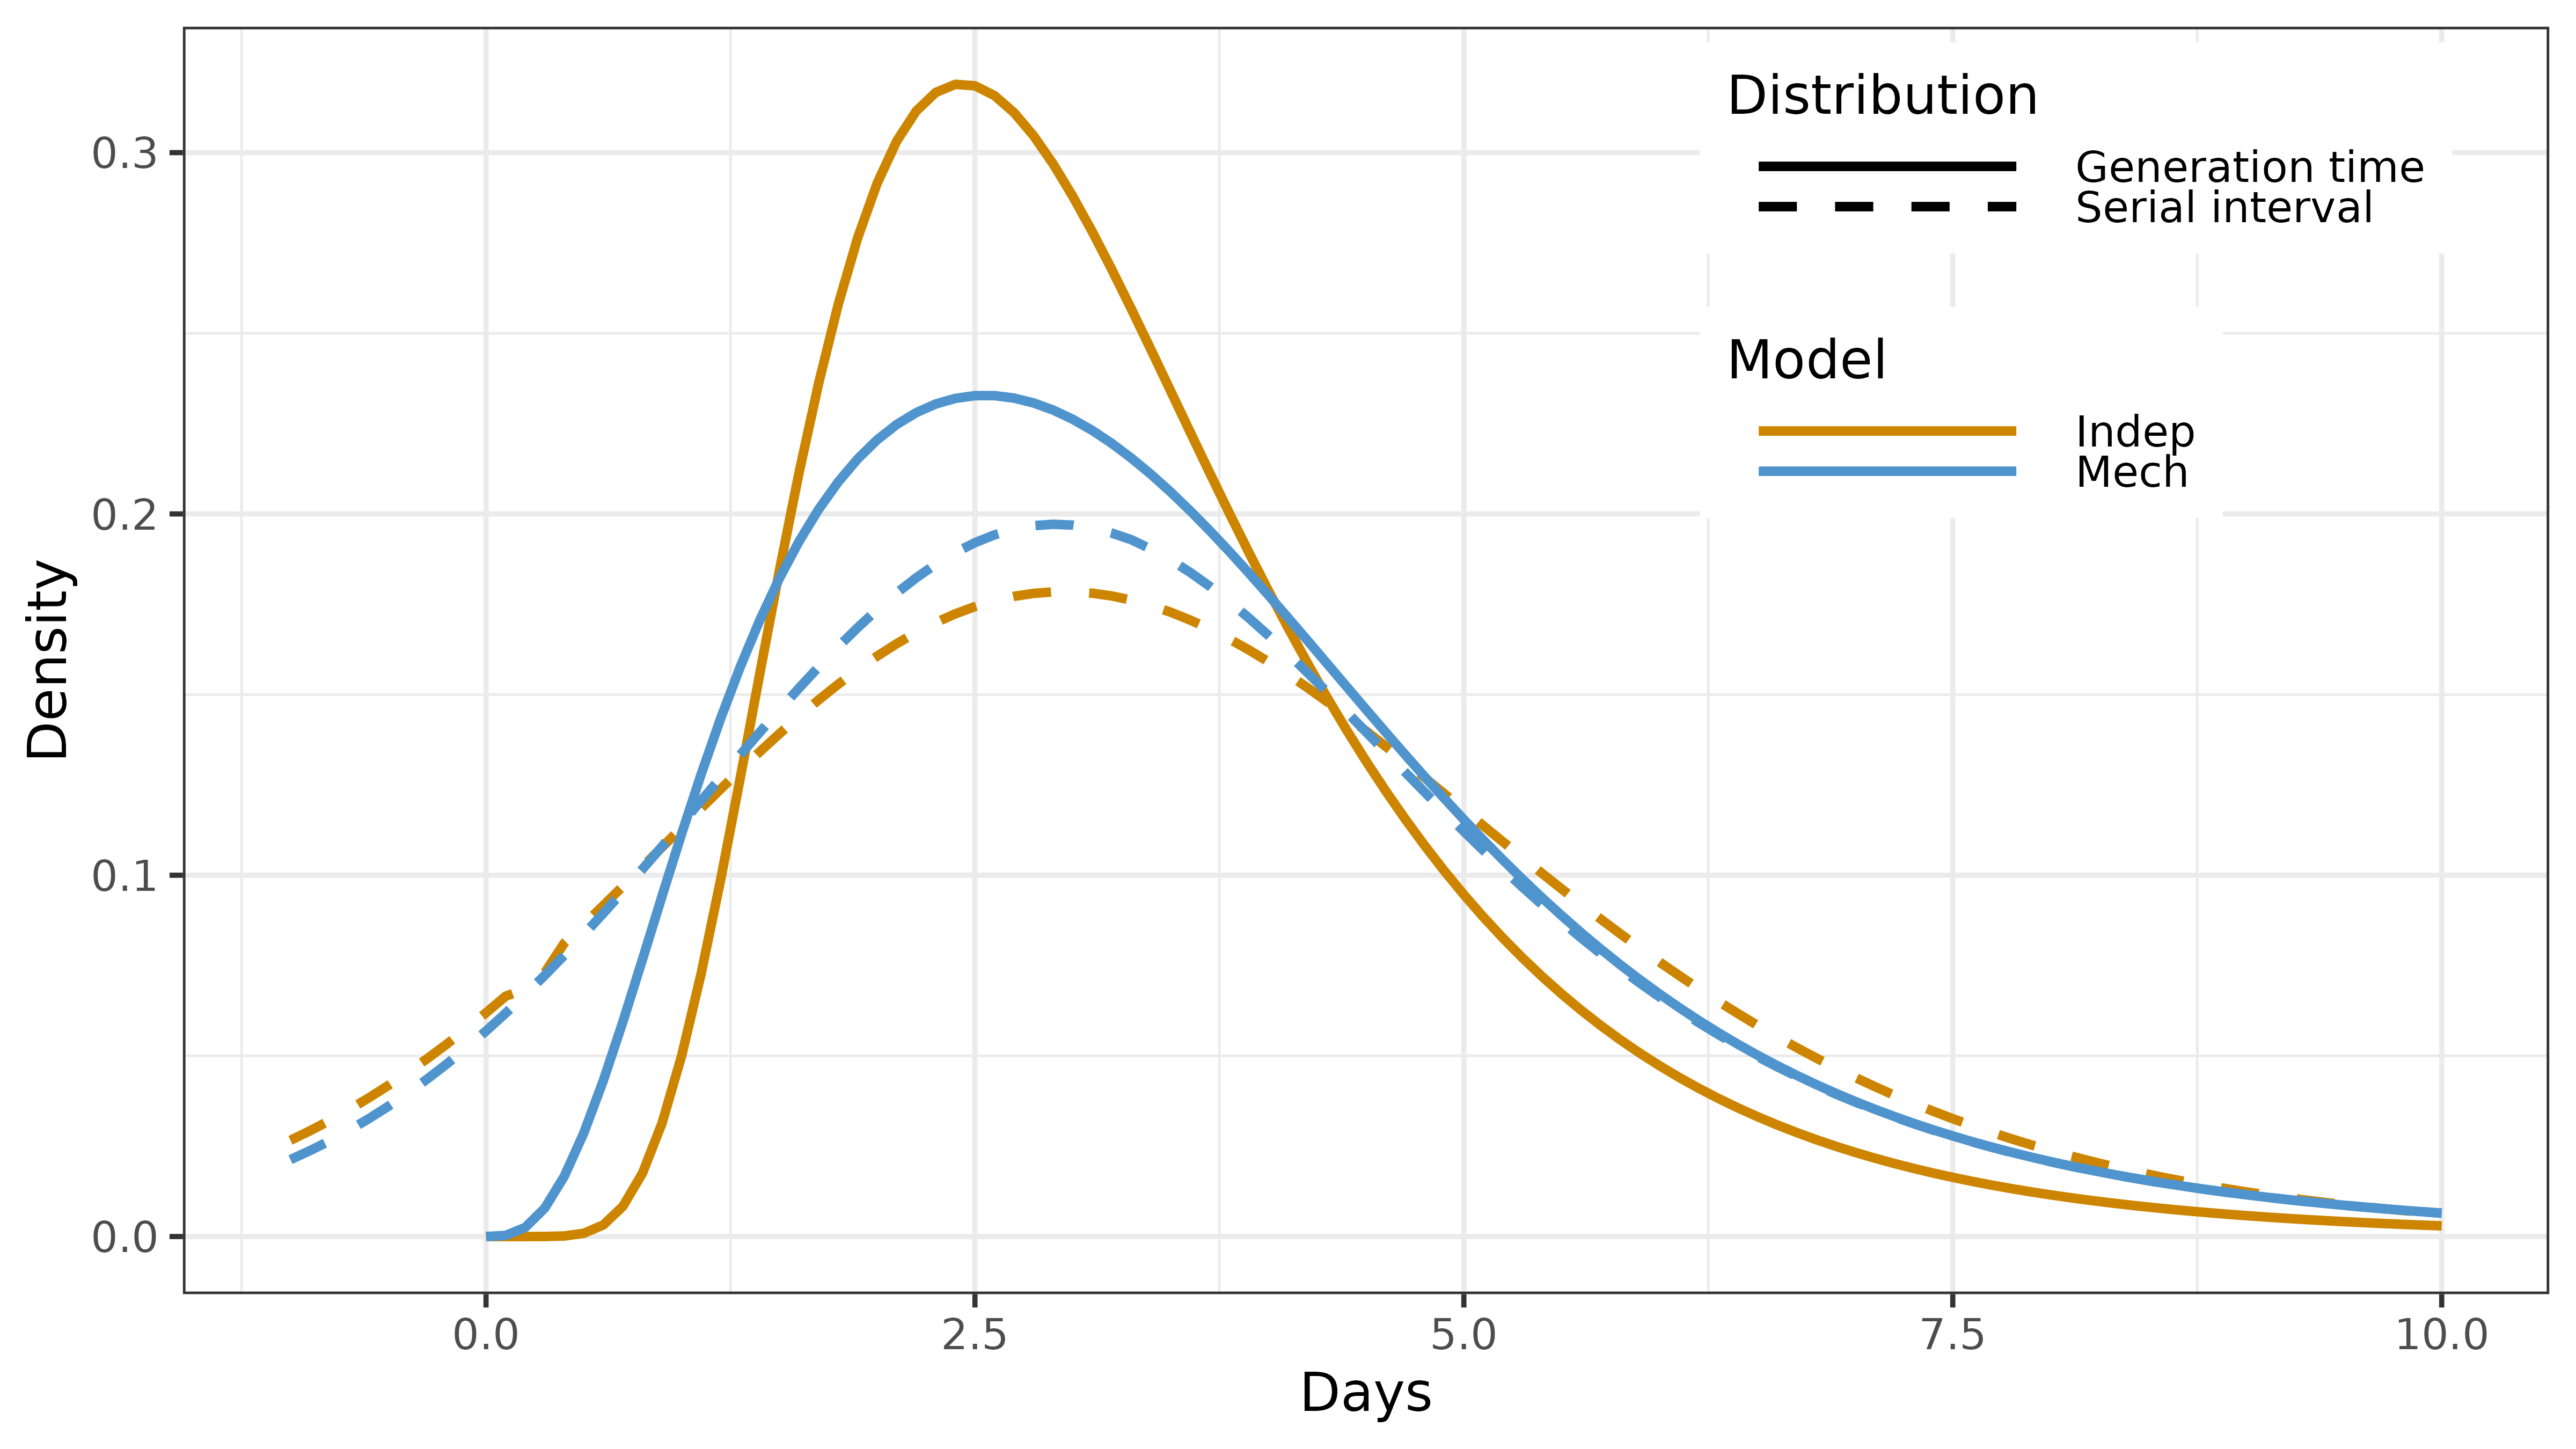 Distribution
Generation time
Serial interval
Model
Indep
Mech
Density
0.3
0.2
0.1
0.0
0.0 2.5 5.0 7.5 10.0
Days